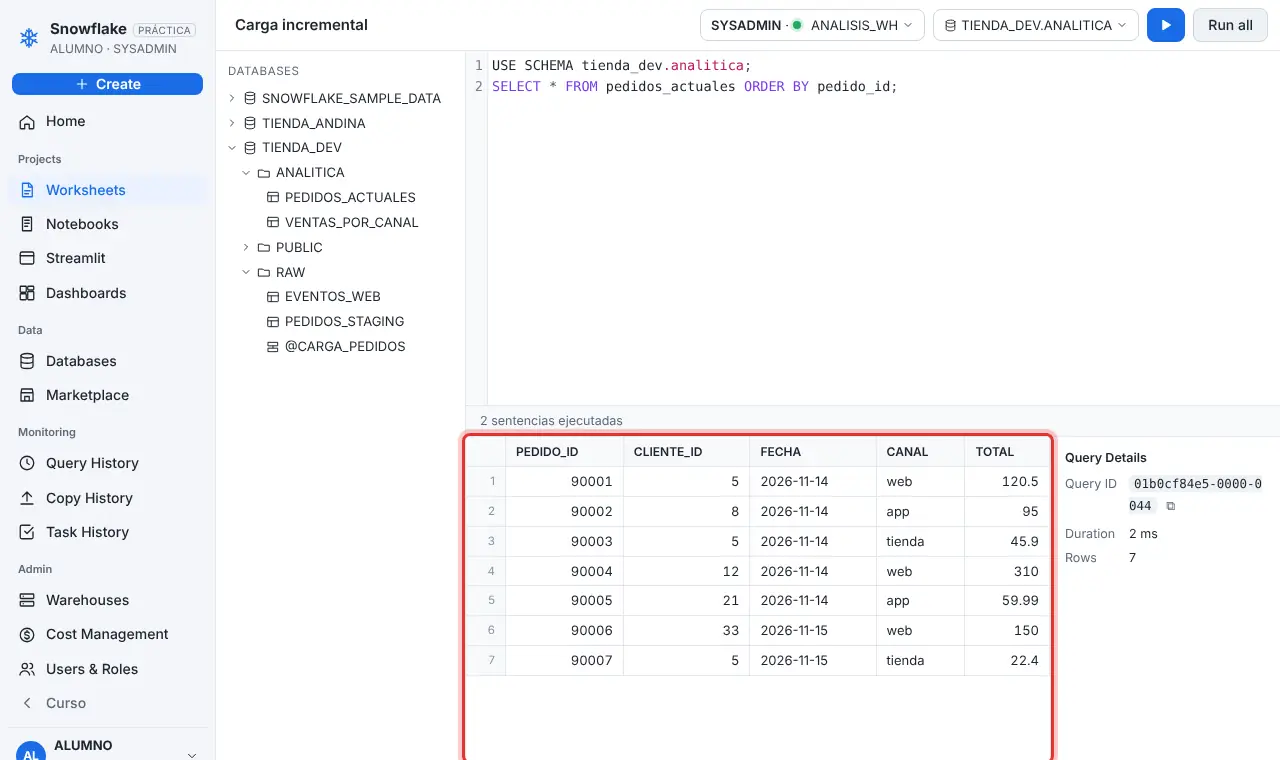 Snowflake PRÁCTICA
ALUMNO · SYSADMIN
Create
Home
Projects
Worksheets
Notebooks
Streamlit
Dashboards
Data
Databases
Marketplace
Monitoring
Query History
Copy History
Task History
Admin
Warehouses
Cost Management
Users & Roles
Curso
AL ALUMNO
Carga incremental
SYSADMIN · ANALISIS_WH
TIENDA_DEV.ANALITICA
Run all
DATABASES
SNOWFLAKE_SAMPLE_DATA
TIENDA_ANDINA
TIENDA_DEV
ANALITICA
PEDIDOS_ACTUALES
VENTAS_POR_CANAL
PUBLIC
RAW
EVENTOS_WEB
PEDIDOS_STAGING
@CARGA_PEDIDOS
1 USE SCHEMA tienda_dev.analitica;
2 SELECT * FROM pedidos_actuales ORDER BY pedido_id;
2 sentencias ejecutadas
PEDIDO_ID CLIENTE_ID FECHA CANAL TOTAL
1 90001 5 2026-11-14 web 120.5
2 90002 8 2026-11-14 app 95
3 90003 5 2026-11-14 tienda 45.9
4 90004 12 2026-11-14 web 310
5 90005 21 2026-11-14 app 59.99
6 90006 33 2026-11-15 web 150
7 90007 5 2026-11-15 tienda 22.4
Query Details
Query ID 01b0cf84e5-0000-0
044
Duration 2 ms
Rows 7